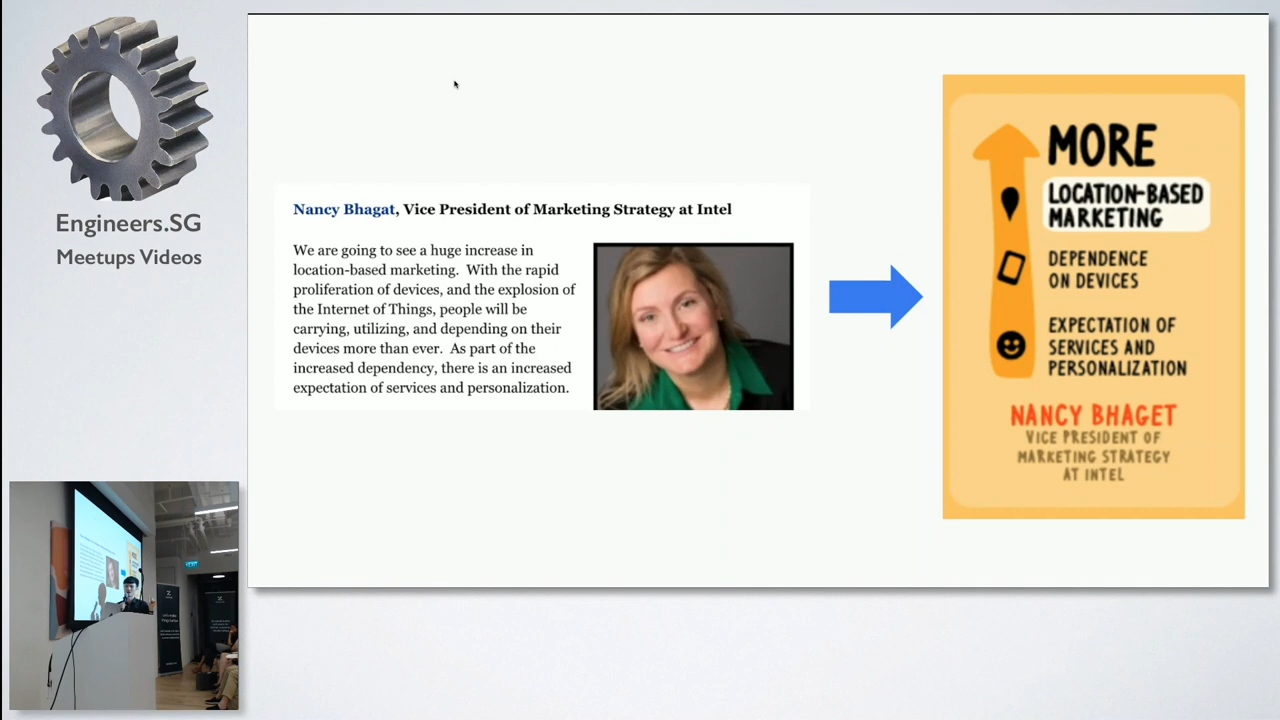 Engineers.SG
Meetups Videos
Nancy Bhagat, Vice President of Marketing Strategy at Intel
We are going to see a huge increase in
location-based marketing. With the rapid
proliferation of devices, and the explosion of
the Internet of Things, people will be
carrying, utilizing, and depending on their
devices more than ever. As part of the
increased dependency, there is an increased
expectation of services and personalization.
MORE
LOCATION-BASED
MARKETING
DEPENDENCE
ON DEVICES
EXPECTATION OF
SERVICES AND
PERSONALIZATION
NANCY BHAGET
VICE PRESIDENT OF
MARKETING STRATEGY
AT INTEL
EXIT